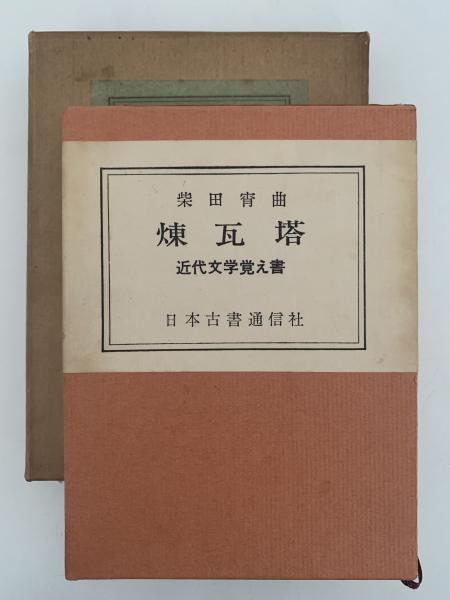 柴田宵曲
煉瓦塔
近代文学覚え書
日本古書通信社